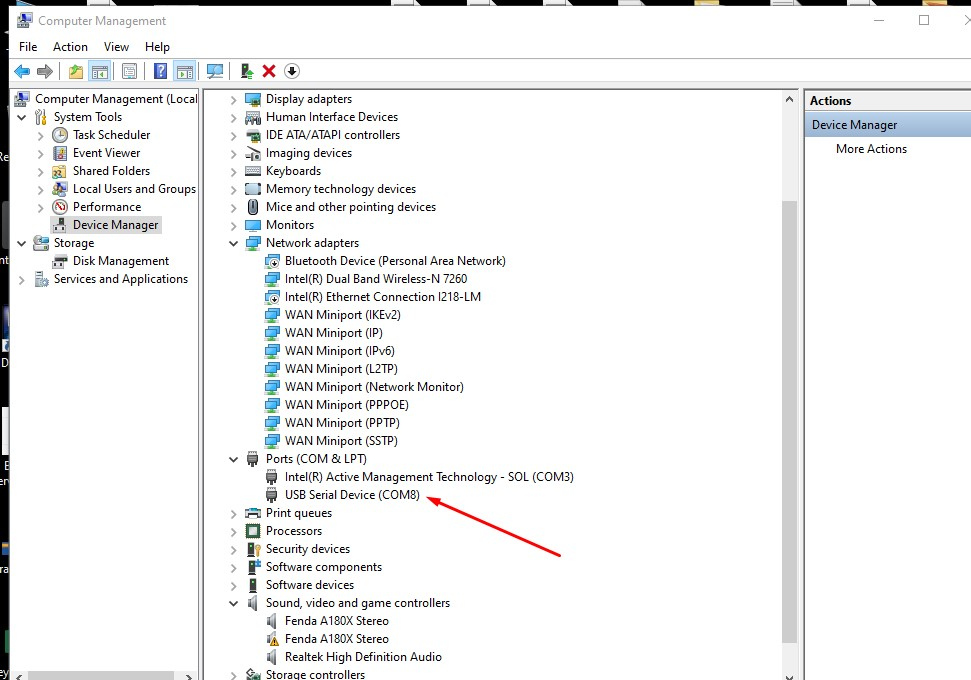 Computer Management
File Action View Help
Computer Management (Local
System Tools
Task Scheduler
Event Viewer
Shared Folders
Local Users and Groups
Performance
Device Manager
Storage
Disk Management
Services and Applications
Display adapters
Human Interface Devices
IDE ATA/ATAPI controllers
Imaging devices
Keyboards
Memory technology devices
Mice and other pointing devices
Monitors
Network adapters
Bluetooth Device (Personal Area Network)
Intel(R) Dual Band Wireless-N 7260
Intel(R) Ethernet Connection I218-LM
WAN Miniport (IKEv2)
WAN Miniport (IP)
WAN Miniport (IPv6)
WAN Miniport (L2TP)
WAN Miniport (Network Monitor)
WAN Miniport (PPPOE)
WAN Miniport (PPTP)
WAN Miniport (SSTP)
Ports (COM & LPT)
Intel(R) Active Management Technology - SOL (COM3)
USB Serial Device (COM8)
Print queues
Processors
Security devices
Software components
Software devices
Sound, video and game controllers
Fenda A180X Stereo
Fenda A180X Stereo
Realtek High Definition Audio
Storage controllers
Actions
Device Manager
More Actions